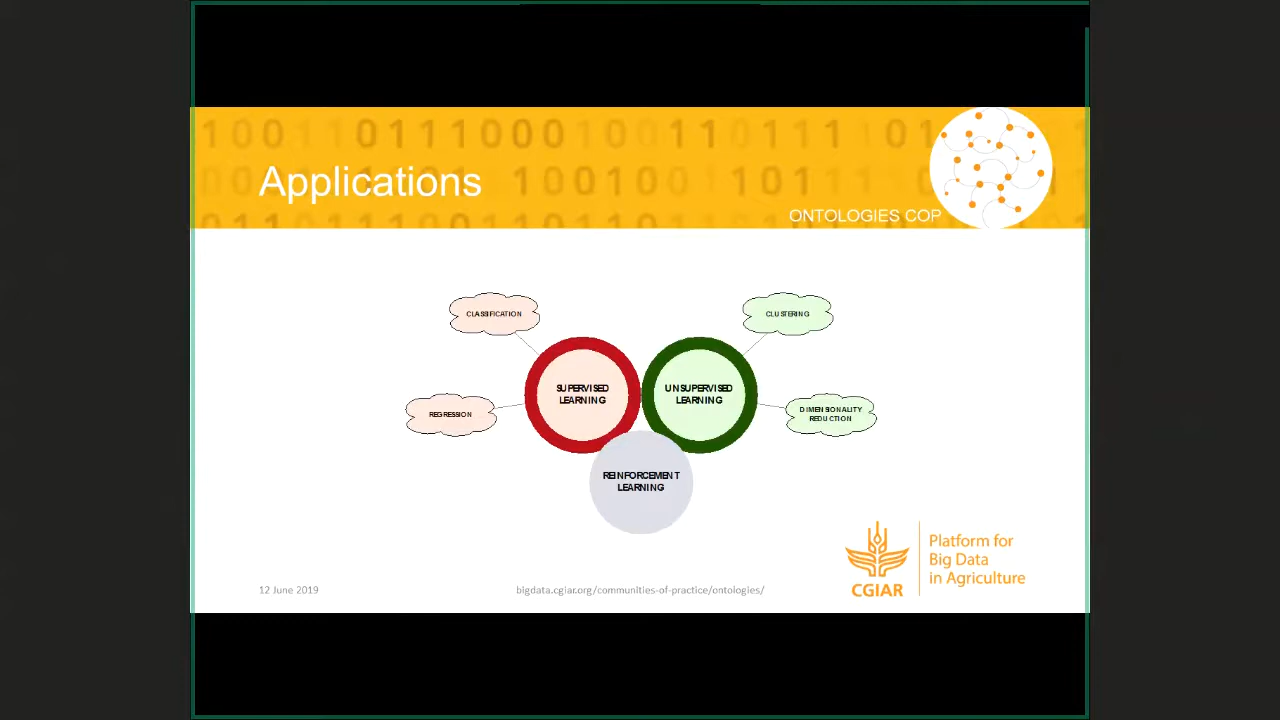 Applications
ONTOLOGIES COP
CLASSIFICATION
CLUSTERING
SUPERVISED
LEARNING
UNSUPERVISED
LEARNING
REGRESSION
DIMENSIONALITY
REDUCTION
REINFORCEMENT
LEARNING
Platform for
Big Data
in Agriculture
CGIAR
12 June 2019
bigdata.cgiar.org/communities-of-practice/ontologies/